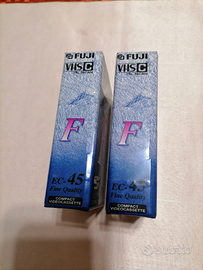 FUJI
VHS C
F
EC-45
Fine Quality
COMPACT
VIDEOCASSETTE
FUJI
VHS C
F
EC-45
Fine Quality
COMPACT
VIDEOCASSETTE